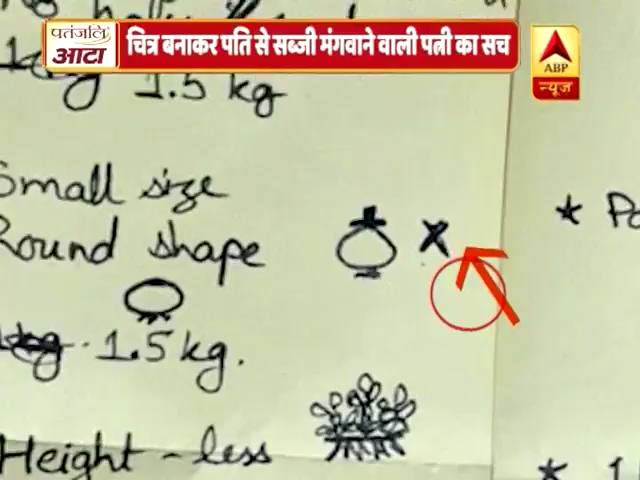 पतंजलि
आटा
चित्र बनाकर पति से सब्जी मंगवाने वाली पत्नी का सच
ABP
न्यूज़
1.5 kg
Small size
Round shape
X
1.5 kg.
Height - less